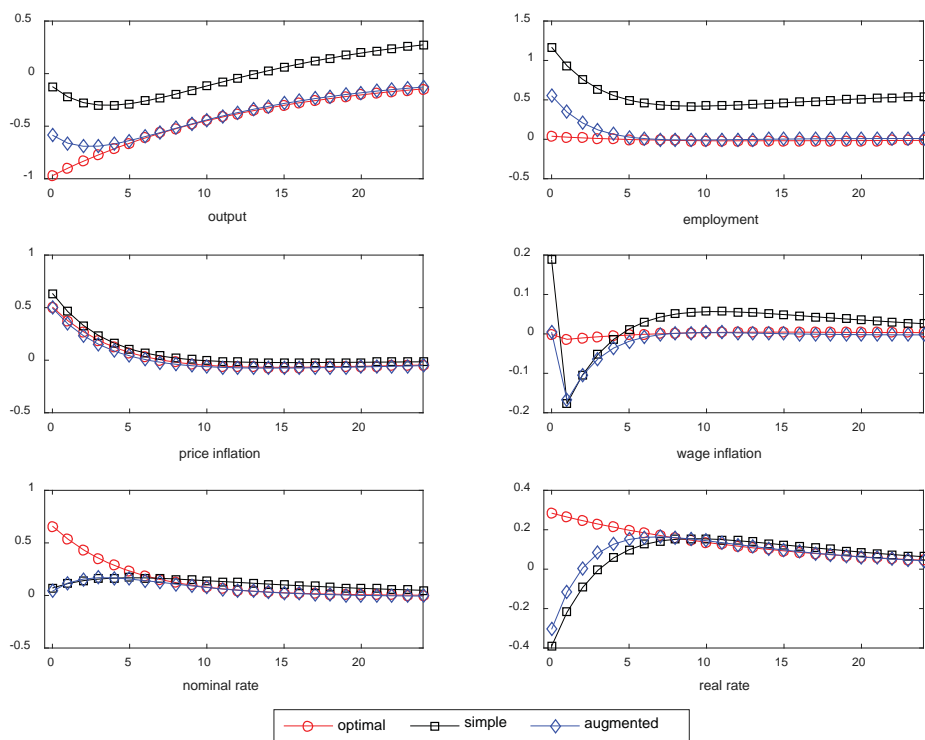 0.5
0
-0.5
-1
0 5 10 15 20
output
1.5
1.0
0.5
0
-0.5
0 5 10 15 20
employment
1
0.5
0
-0.5
0 5 10 15 20
price inflation
0.2
0.1
0
-0.1
-0.2
0 5 10 15 20
wage inflation
1
0.5
0
-0.5
0 5 10 15 20
nominal rate
0.4
0.2
0
-0.2
-0.4
0 5 10 15 20
real rate
optimal simple augmented